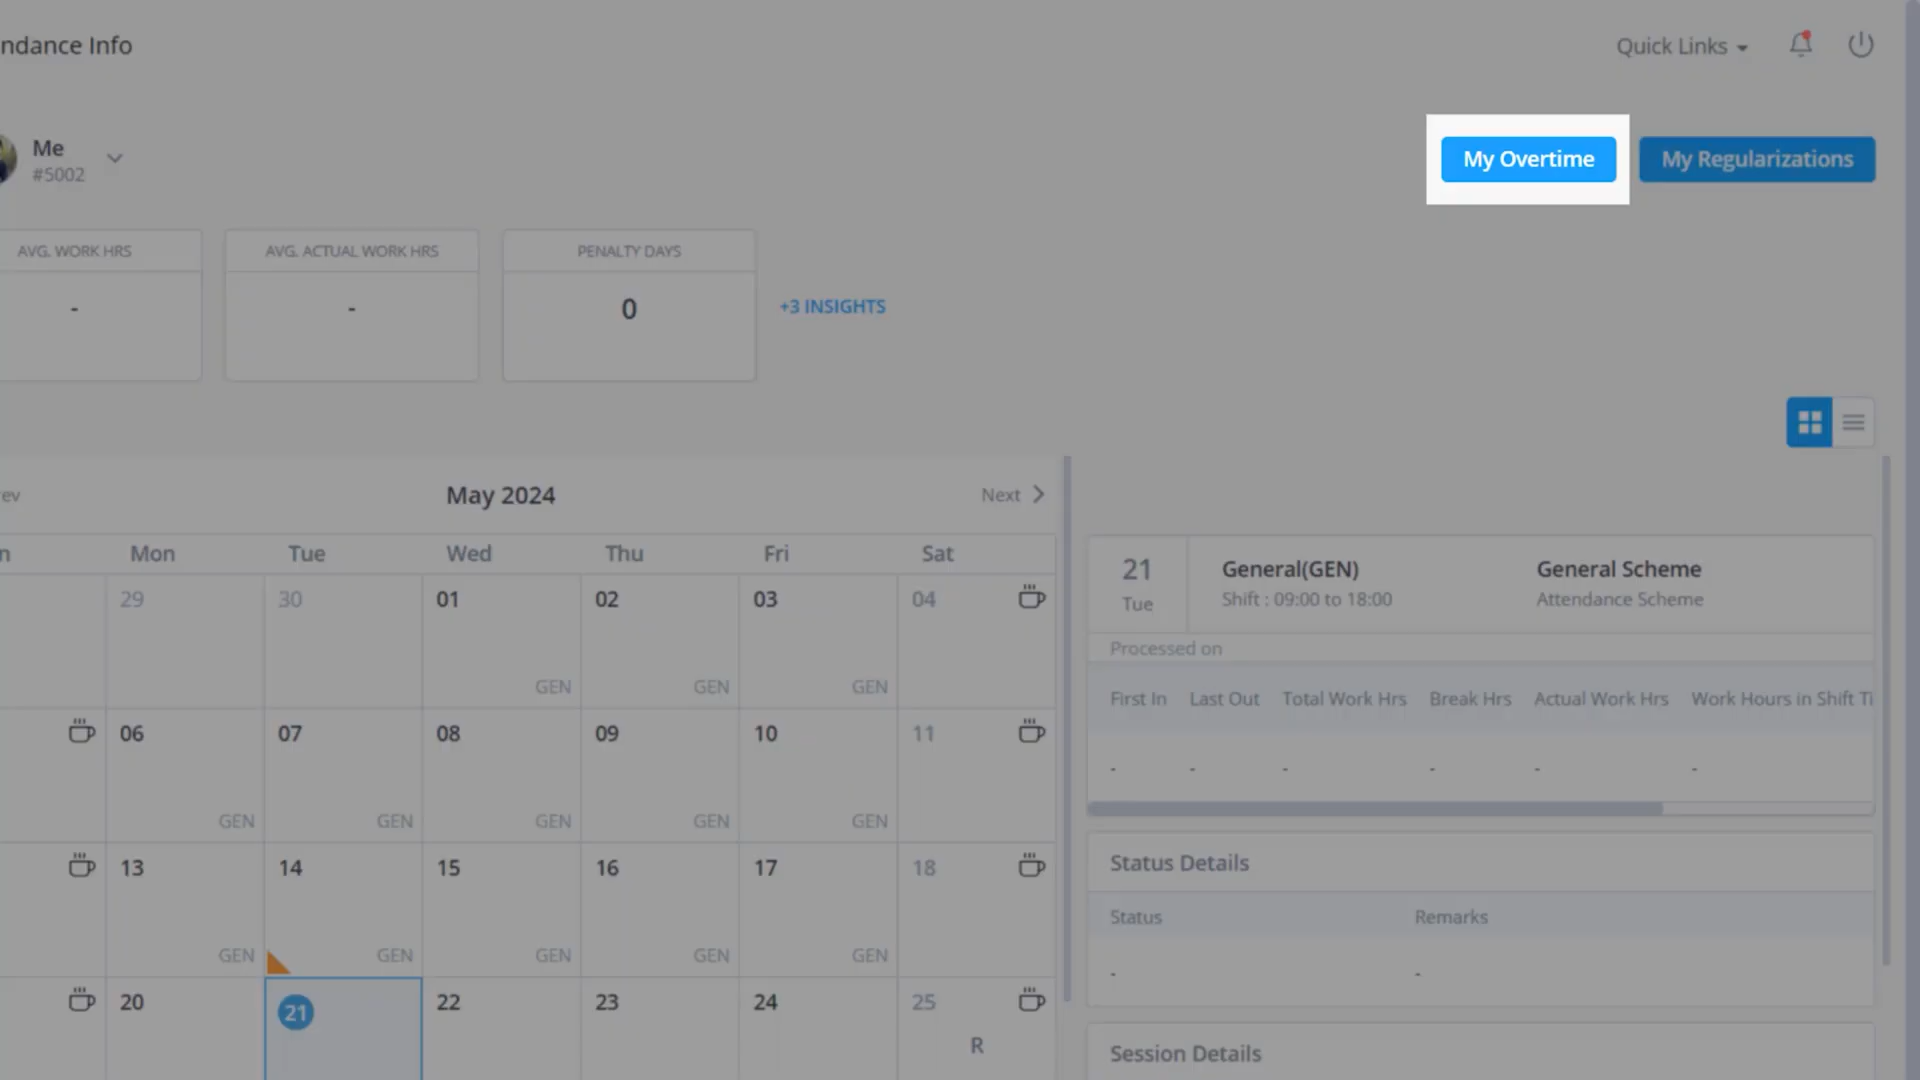 ndance Info
Quick Links
Me
#5002
My Overtime
My Regularizations
AVG. WORK HRS
AVG. ACTUAL WORK HRS
PENALTY DAYS
-
-
0
+3 INSIGHTS
ev
May 2024
Next
n
Mon
Tue
Wed
Thu
Fri
Sat
29
30
01
02
03
04
GEN
GEN
GEN
06
07
08
09
10
11
GEN
GEN
GEN
GEN
GEN
13
14
15
16
17
18
GEN
GEN
GEN
GEN
GEN
20
21
22
23
24
25
R
21
Tue
General(GEN)
Shift : 09:00 to 18:00
General Scheme
Attendance Scheme
Processed on
First In
Last Out
Total Work Hrs
Break Hrs
Actual Work Hrs
Work Hours in Shift Ti
-
-
-
-
-
-
Status Details
Status
Remarks
-
-
Session Details